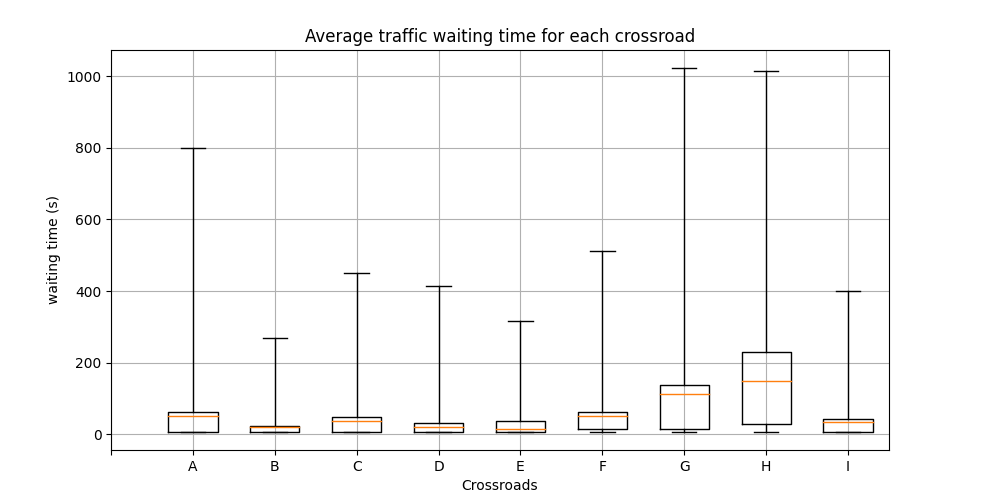 Average traffic waiting time for each crossroad
1000
800
600
400
200
0
waiting time (s)
A B C D E F G H I
Crossroads